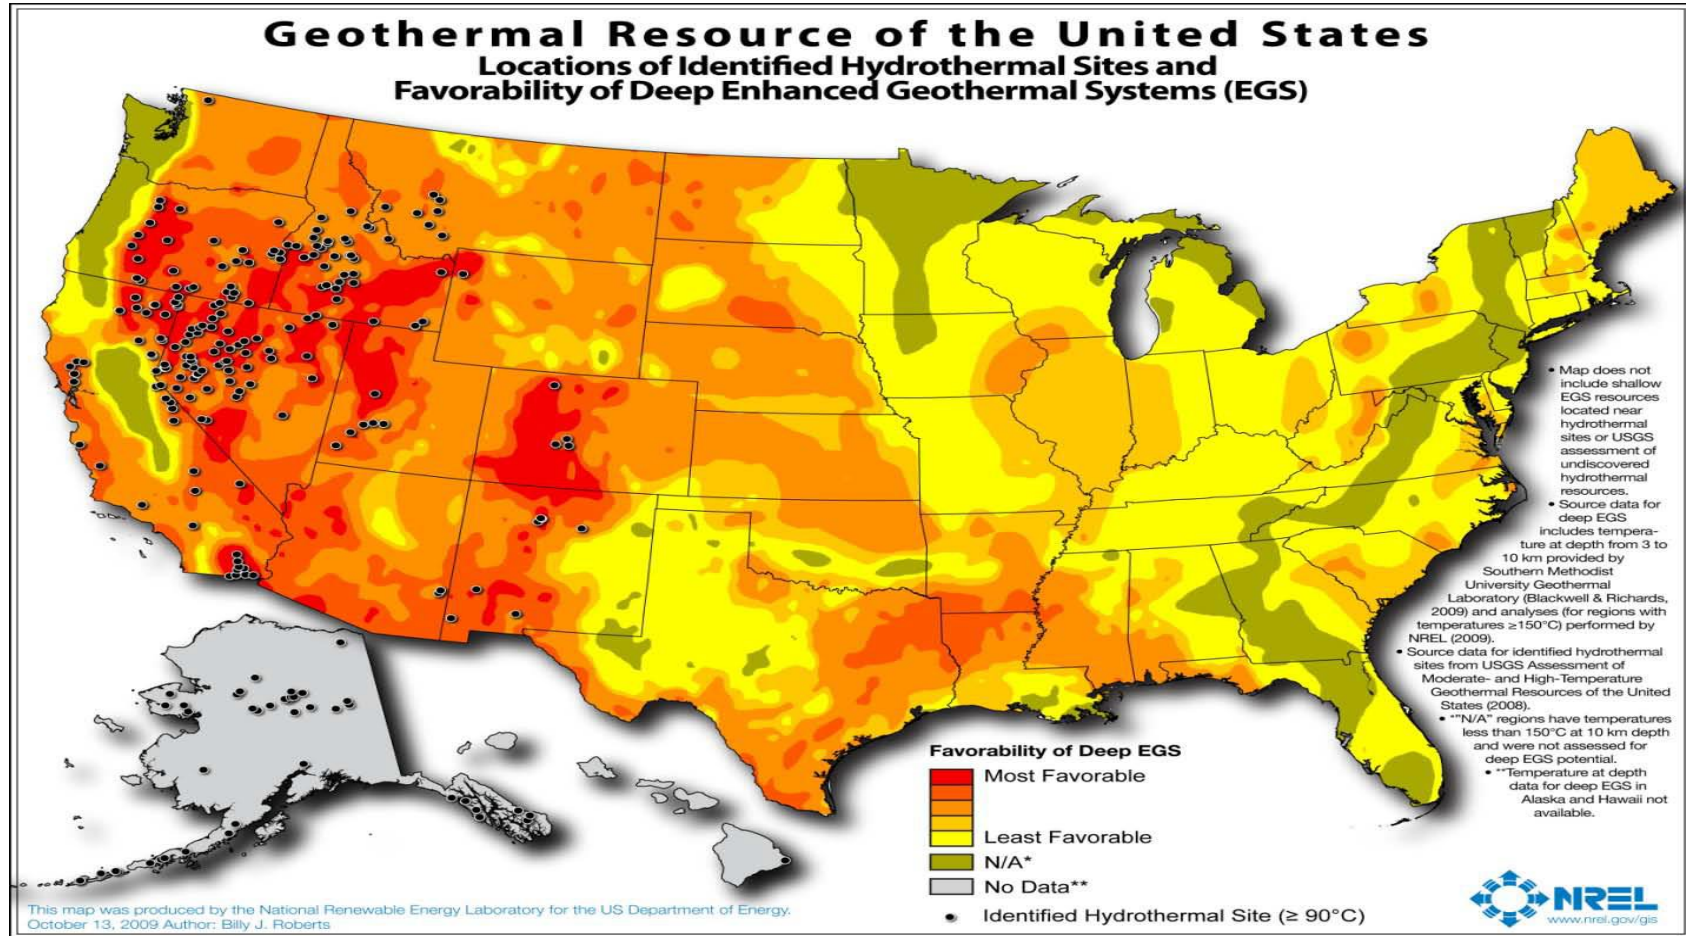 Geothermal Resource of the United States
Locations of Identified Hydrothermal Sites and
Favorability of Deep Enhanced Geothermal Systems (EGS)
• Map does not
include shallow
EGS resources
located near
hydrothermal
sites or USGS
assessment of
undiscovered
hydrothermal
resources.
• Source data for
deep EGS
includes tempera-
ture at depth from 3 to
10 km provided by
Southern Methodist
University Geothermal
Laboratory (Blackwell & Richards,
2009) and analyses (for regions with
temperatures ≥150°C) performed by
NREL (2009).
• Source data for identified hydrothermal
sites from USGS Assessment of
Moderate- and High-Temperature
Geothermal Resources of the United
States (2008).
• *"N/A" regions have temperatures
less than 150°C at 10 km depth
and were not assessed for
deep EGS potential.
• **Temperature at depth
data for deep EGS in
Alaska and Hawaii not
available.
Favorability of Deep EGS
Most Favorable
Least Favorable
N/A*
No Data**
Identified Hydrothermal Site (≥ 90°C)
This map was produced by the National Renewable Energy Laboratory for the US Department of Energy.
October 13, 2009 Author: Billy J. Roberts
NREL
www.nrel.gov/gis